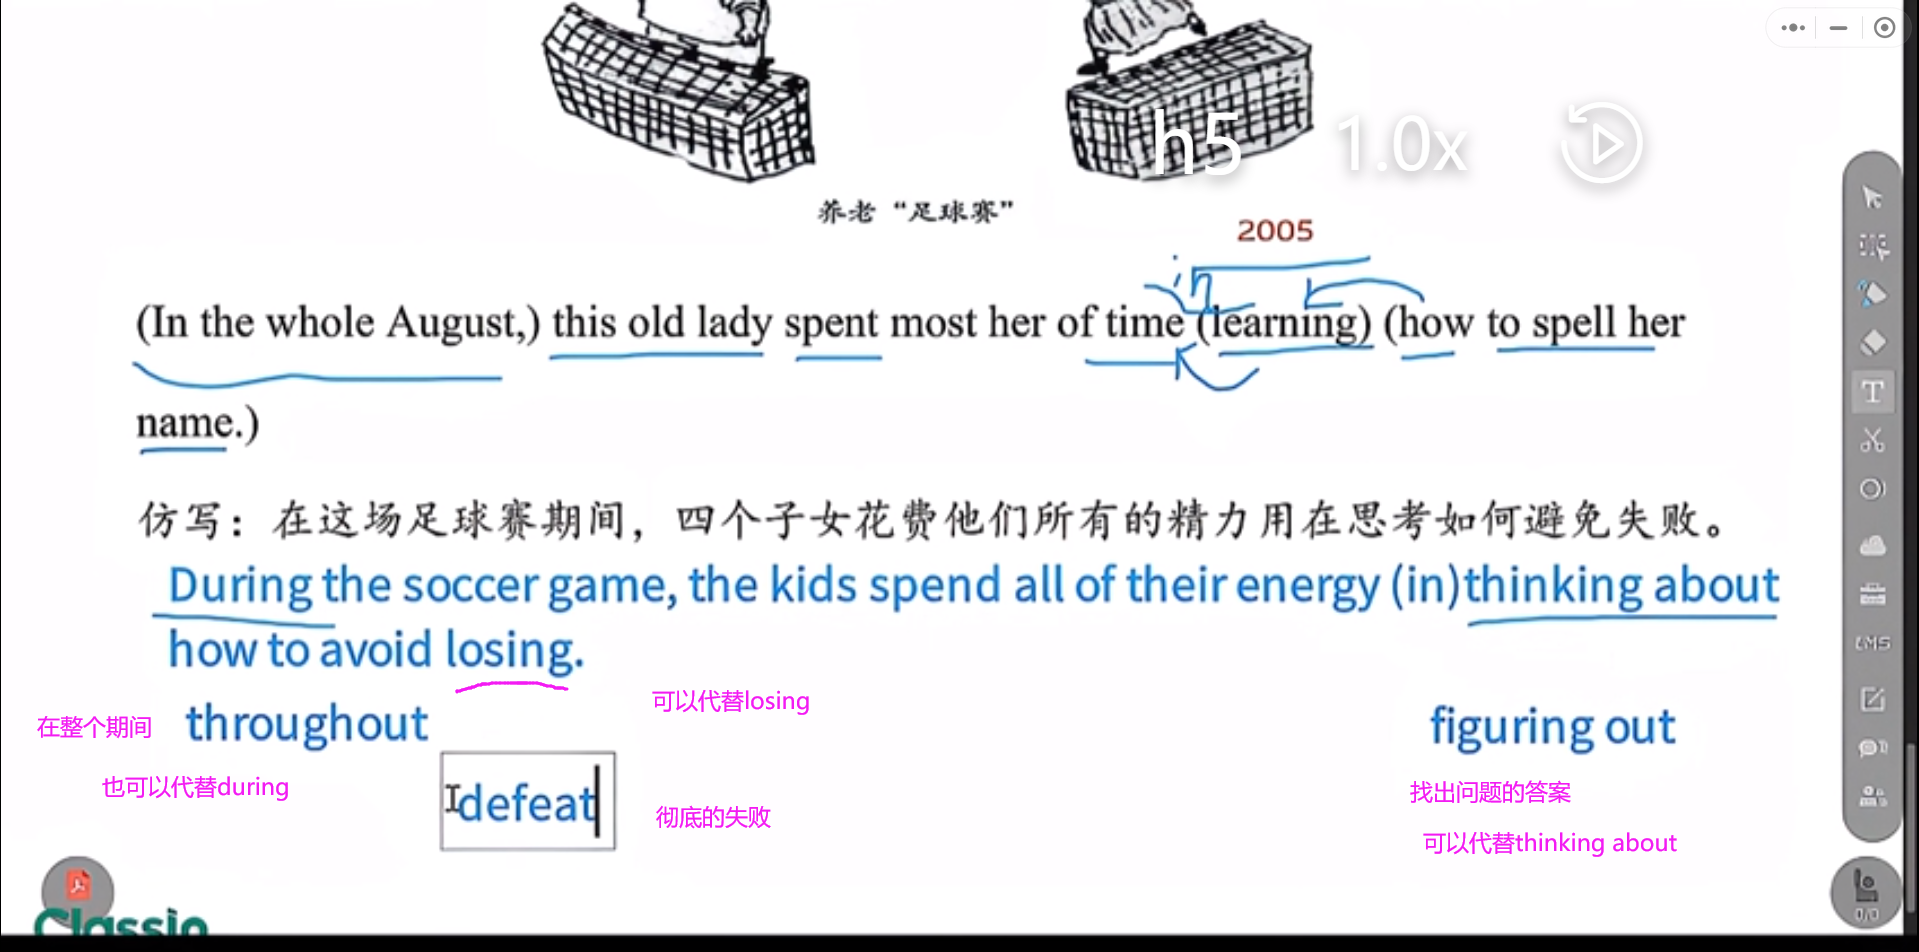 h5 1.0x
养老“足球赛”
2005
in
(In the whole August,) this old lady spent most her of time (learning) (how to spell her
name.)
仿写：在这场足球赛期间，四个子女花费他们所有的精力用在思考如何避免失败。
During the soccer game, the kids spend all of their energy (in)thinking about
how to avoid losing.
可以代替losing
在整个期间 throughout
figuring out
也可以代替during
defeat
彻底的失败
找出问题的答案
可以代替thinking about
EMS
0/0
Classin